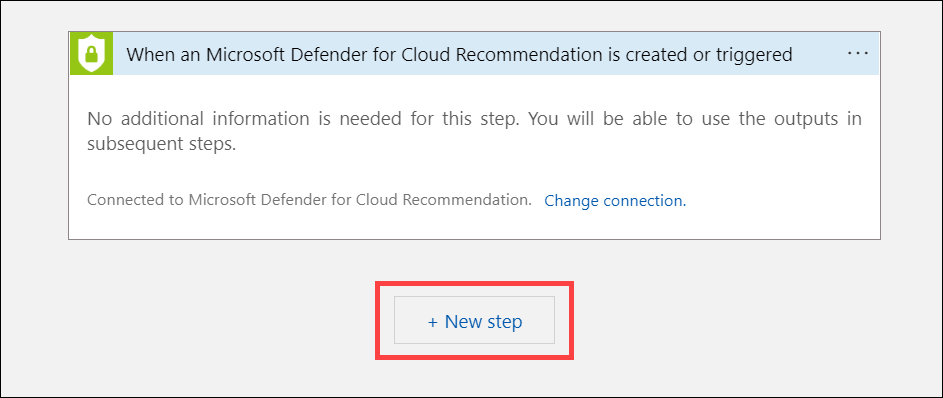 When an Microsoft Defender for Cloud Recommendation is created or triggered ...
No additional information is needed for this step. You will be able to use the outputs in
subsequent steps.
Connected to Microsoft Defender for Cloud Recommendation. Change connection.
+ New step